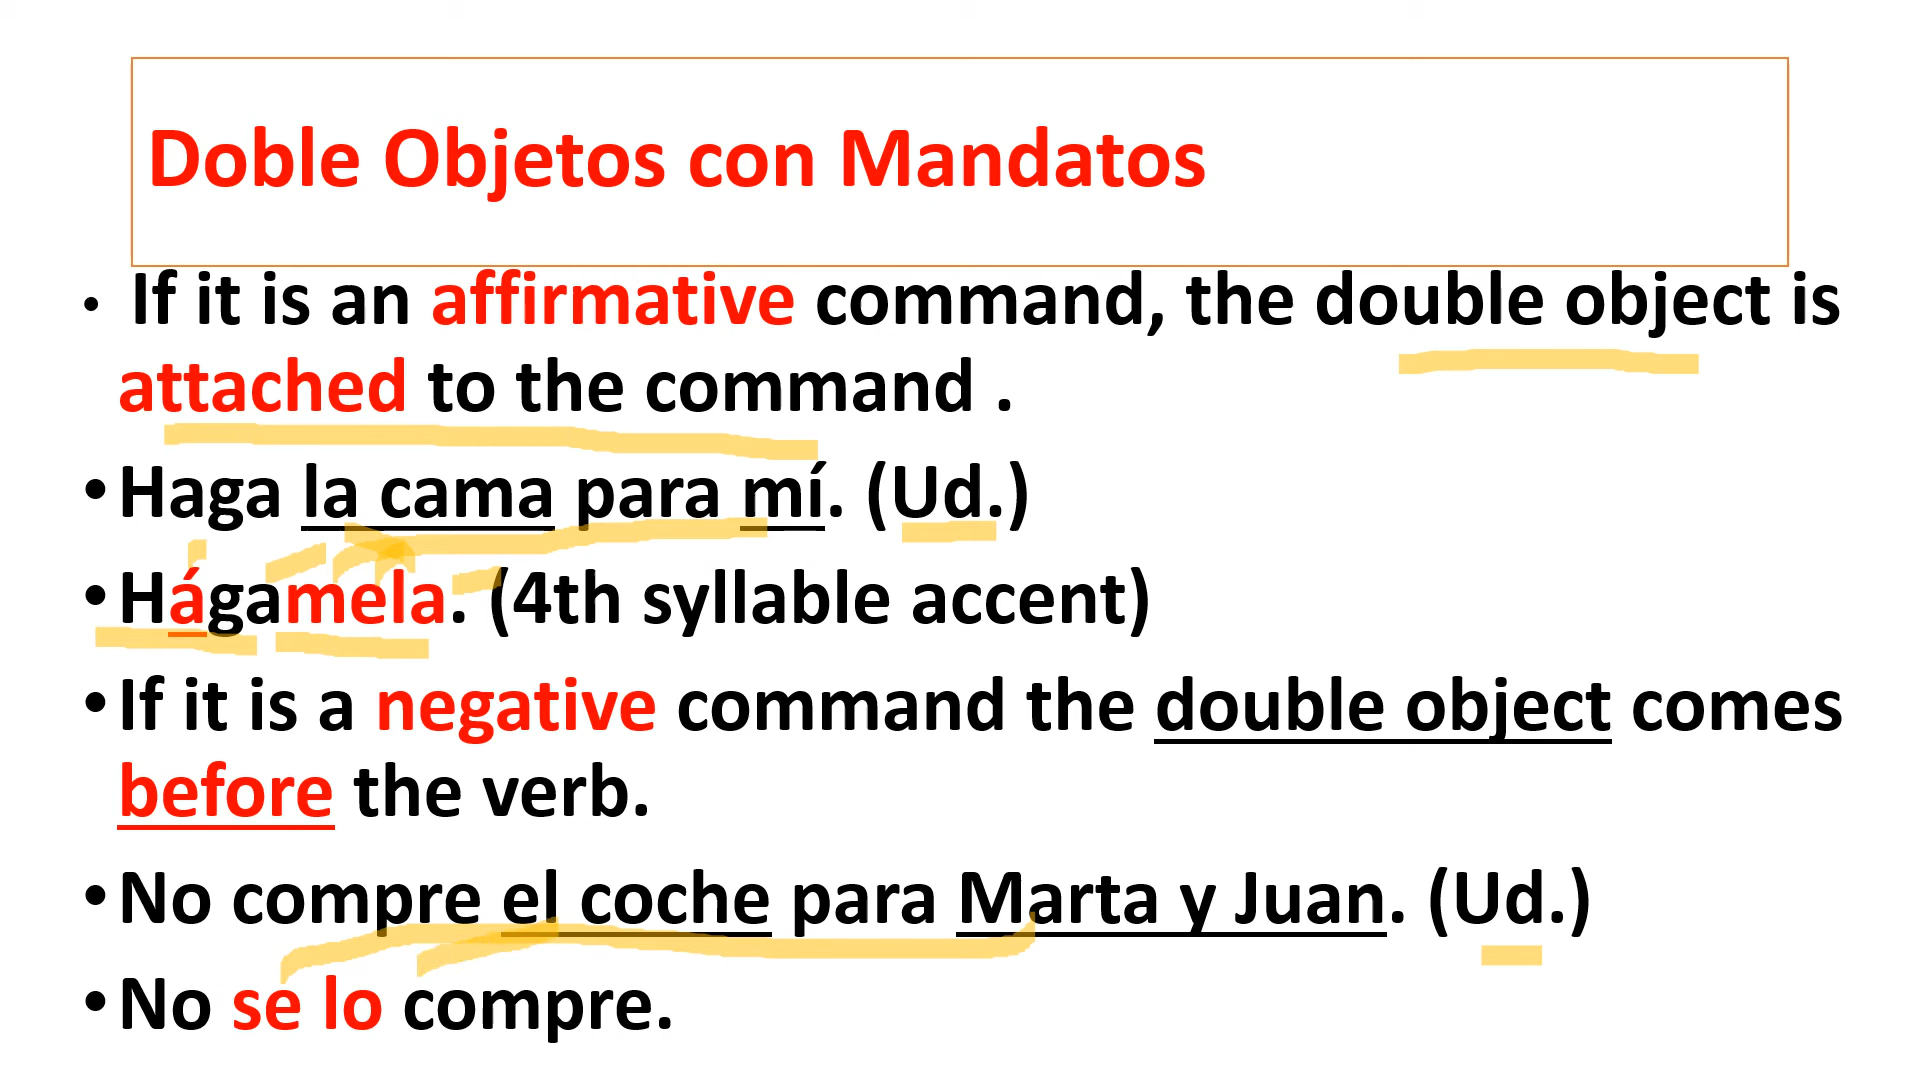 Doble Objetos con Mandatos
• If it is an affirmative command, the double object is
attached to the command .
• Haga la cama para mí. (Ud.)
• Hágamela. (4th syllable accent)
• If it is a negative command the double object comes
before the verb.
• No compre el coche para Marta y Juan. (Ud.)
• No se lo compre.